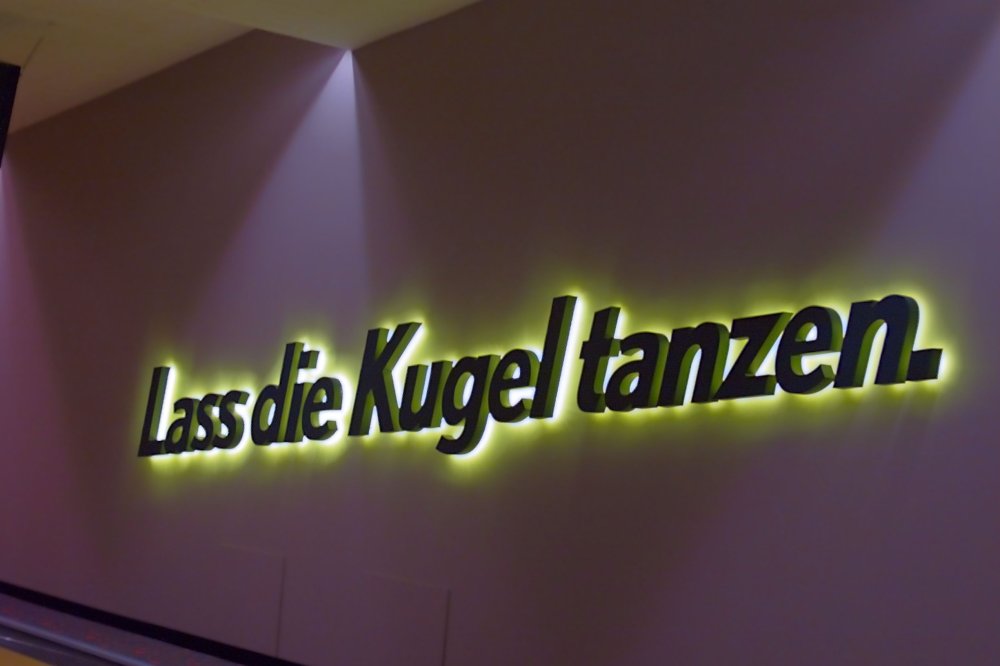 Lass die Kugel tanzen.